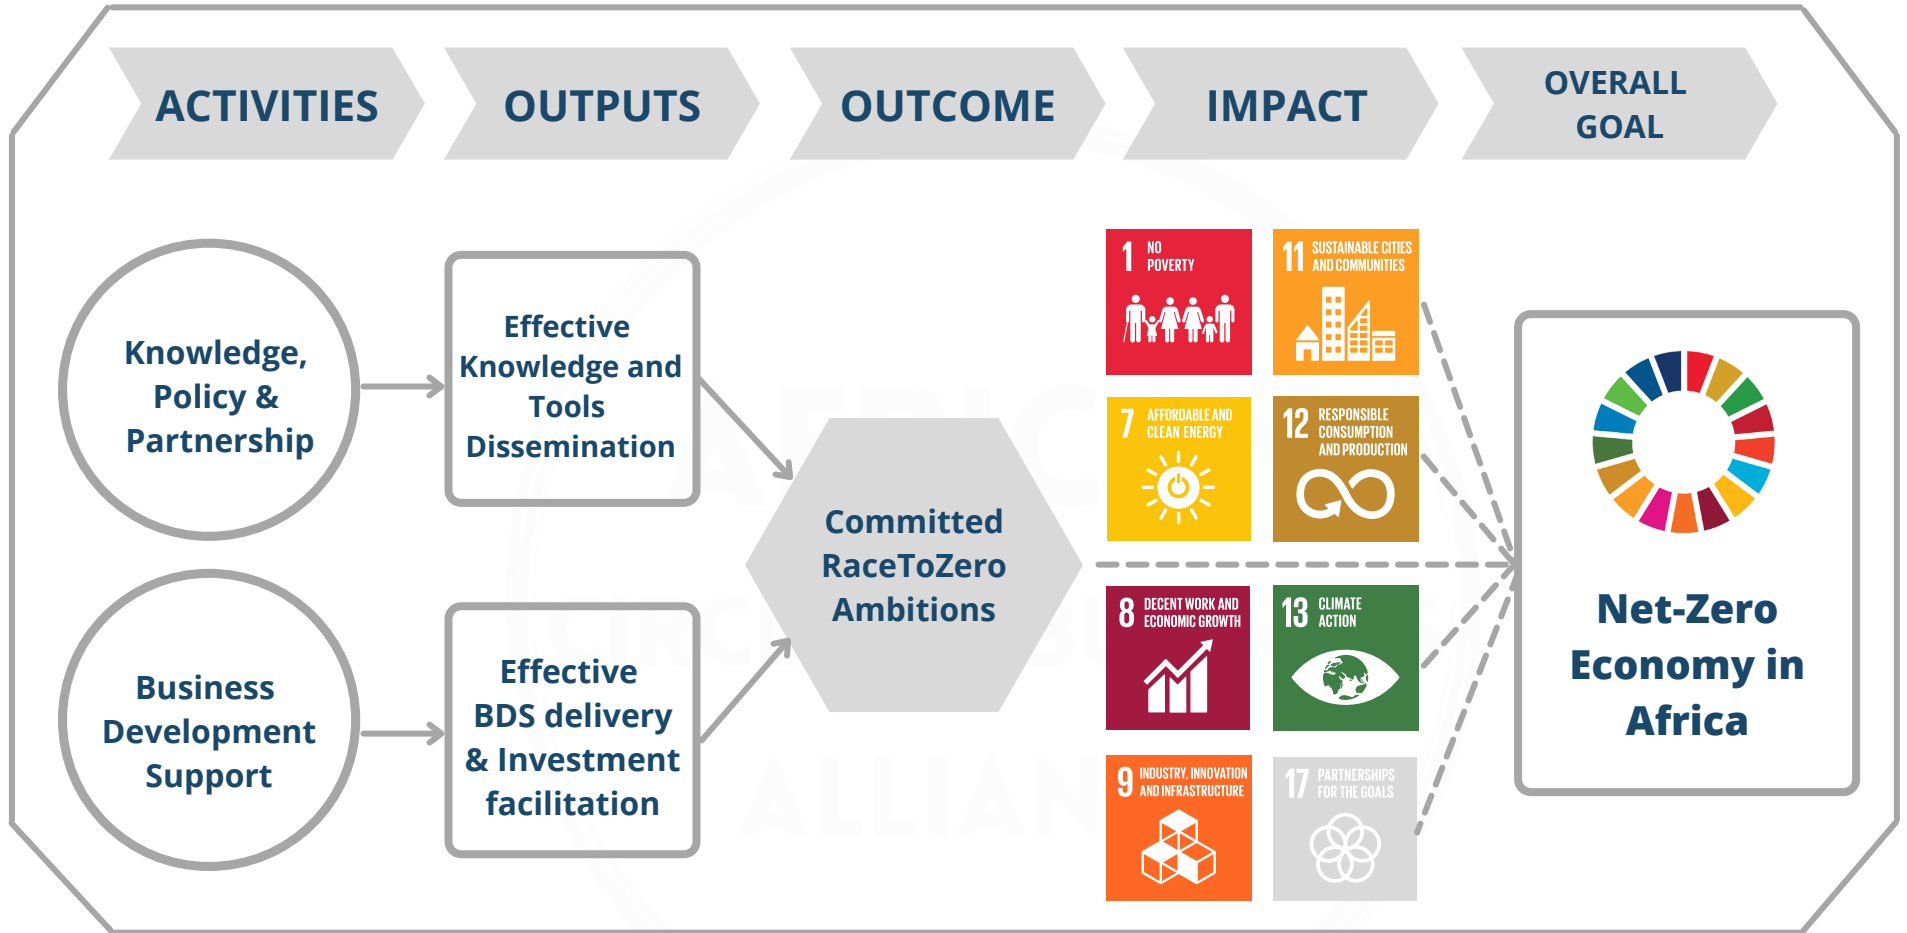 ACTIVITIES
OUTPUTS
OUTCOME
IMPACT
OVERALL
GOAL
Knowledge,
Policy &
Partnership
Business
Development
Support
Effective
Knowledge and
Tools
Dissemination
Effective
BDS delivery
& Investment
facilitation
Committed
RaceToZero
Ambitions
1 NO
POVERTY
11 SUSTAINABLE CITIES
AND COMMUNITIES
7 AFFORDABLE AND
CLEAN ENERGY
12 RESPONSIBLE
CONSUMPTION
AND PRODUCTION
8 DECENT WORK AND
ECONOMIC GROWTH
13 CLIMATE
ACTION
9 INDUSTRY, INNOVATION
AND INFRASTRUCTURE
17 PARTNERSHIPS
FOR THE GOALS
Net-Zero
Economy in
Africa